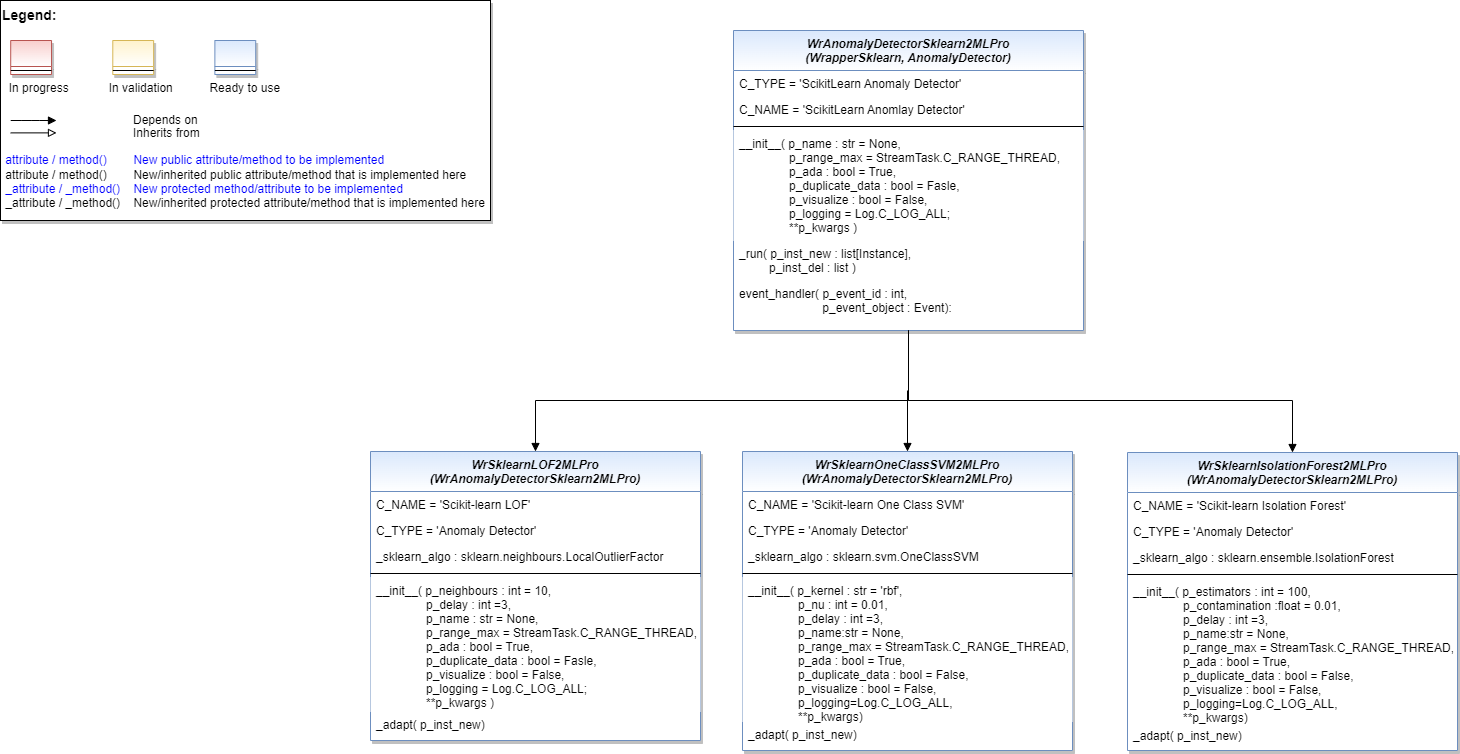 Legend:
In progress
In validation
Ready to use
Depends on
Inherits from
attribute / method() New public attribute/method to be implemented
attribute / method() New/inherited public attribute/method that is implemented here
_attribute / _method() New protected method/attribute to be implemented
_attribute / _method() New/inherited protected attribute/method that is implemented here
WrAnomalyDetectorSklearn2MLPro
(WrapperSklearn, AnomalyDetector)
C_TYPE = 'ScikitLearn Anomaly Detector'
C_NAME = 'ScikitLearn Anomlay Detector'
__init__( p_name : str = None,
p_range_max = StreamTask.C_RANGE_THREAD,
p_ada : bool = True,
p_duplicate_data : bool = Fasle,
p_visualize : bool = False,
p_logging = Log.C_LOG_ALL;
**p_kwargs )
_run( p_inst_new : list[Instance],
p_inst_del : list )
event_handler( p_event_id : int,
p_event_object : Event):
WrSklearnLOF2MLPro
(WrAnomalyDetectorSklearn2MLPro)
C_NAME = 'Scikit-learn LOF'
C_TYPE = 'Anomaly Detector'
_sklearn_algo : sklearn.neighbours.LocalOutlierFactor
__init__( p_neighbours : int = 10,
p_delay : int =3,
p_name : str = None,
p_range_max = StreamTask.C_RANGE_THREAD,
p_ada : bool = True,
p_duplicate_data : bool = Fasle,
p_visualize : bool = False,
p_logging = Log.C_LOG_ALL;
**p_kwargs )
_adapt( p_inst_new)
WrSklearnOneClassSVM2MLPro
(WrAnomalyDetectorSklearn2MLPro)
C_NAME = 'Scikit-learn One Class SVM'
C_TYPE = 'Anomaly Detector'
_sklearn_algo : sklearn.svm.OneClassSVM
__init__( p_kernel : str = 'rbf',
p_nu : int = 0.01,
p_delay : int =3,
p_name:str = None,
p_range_max = StreamTask.C_RANGE_THREAD,
p_ada : bool = True,
p_duplicate_data : bool = False,
p_visualize : bool = False,
p_logging=Log.C_LOG_ALL,
**p_kwargs)
_adapt( p_inst_new)
WrSklearnIsolationForest2MLPro
(WrAnomalyDetectorSklearn2MLPro)
C_NAME = 'Scikit-learn Isolation Forest'
C_TYPE = 'Anomaly Detector'
_sklearn_algo : sklearn.ensemble.IsolationForest
__init__( p_estimators : int = 100,
p_contamination :float = 0.01,
p_delay : int =3,
p_name:str = None,
p_range_max = StreamTask.C_RANGE_THREAD,
p_ada : bool = True,
p_duplicate_data : bool = False,
p_visualize : bool = False,
p_logging=Log.C_LOG_ALL,
**p_kwargs)
_adapt( p_inst_new)